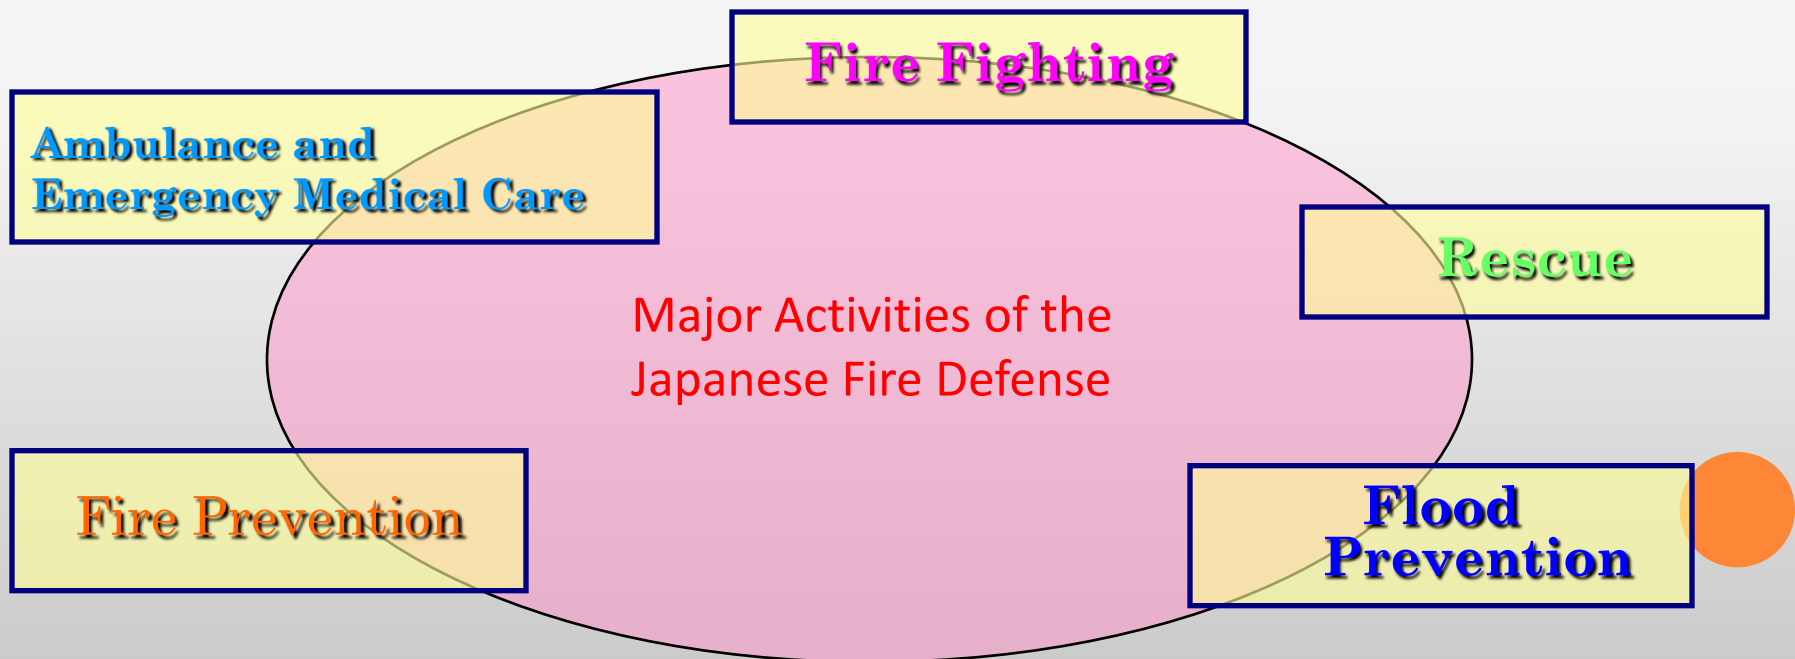 Fire Fighting
Ambulance and
Emergency Medical Care
Rescue
Major Activities of the
Japanese Fire Defense
Fire Prevention
Flood
Prevention